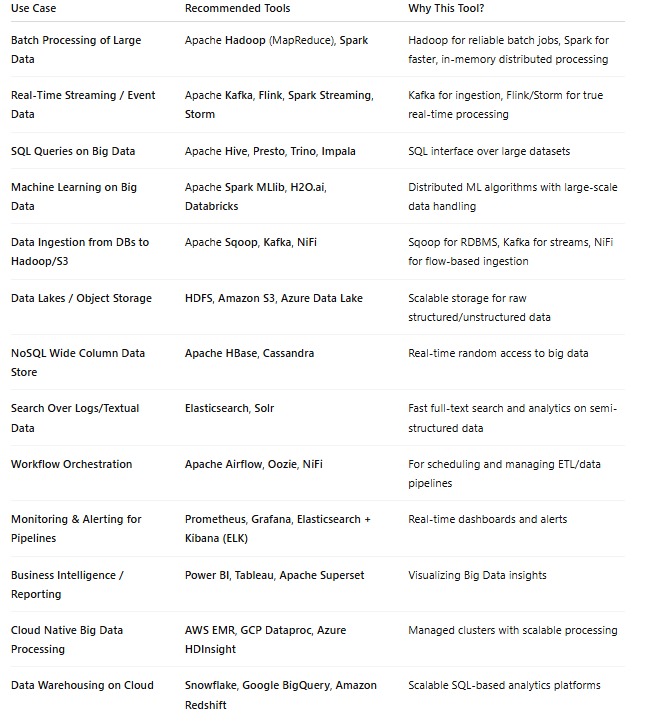 Use Case Recommended Tools Why This Tool?
Batch Processing of Large Apache Hadoop (MapReduce), Spark Hadoop for reliable batch jobs, Spark for
Data faster, in-memory distributed processing
Real-Time Streaming / Event Apache Kafka, Flink, Spark Streaming, Kafka for ingestion, Flink/Storm for true
Data Storm real-time processing
SQL Queries on Big Data Apache Hive, Presto, Trino, Impala SQL interface over large datasets
Machine Learning on Big Apache Spark MLlib, H2O.ai, Distributed ML algorithms with large-scale
Data Databricks data handling
Data Ingestion from DBs to Apache Sqoop, Kafka, NiFi Sqoop for RDBMS, Kafka for streams, NiFi
Hadoop/S3 for flow-based ingestion
Data Lakes / Object Storage HDFS, Amazon S3, Azure Data Lake Scalable storage for raw
structured/unstructured data
NoSQL Wide Column Data Apache HBase, Cassandra Real-time random access to big data
Store
Search Over Logs/Textual Elasticsearch, Solr Fast full-text search and analytics on semi-
Data structured data
Workflow Orchestration Apache Airflow, Oozie, NiFi For scheduling and managing ETL/data
pipelines
Monitoring & Alerting for Prometheus, Grafana, Elasticsearch + Real-time dashboards and alerts
Pipelines Kibana (ELK)
Business Intelligence / Power BI, Tableau, Apache Superset Visualizing Big Data insights
Reporting
Cloud Native Big Data AWS EMR, GCP Dataproc, Azure Managed clusters with scalable processing
Processing HDInsight
Data Warehousing on Cloud Snowflake, Google BigQuery, Amazon Scalable SQL-based analytics platforms
Redshift